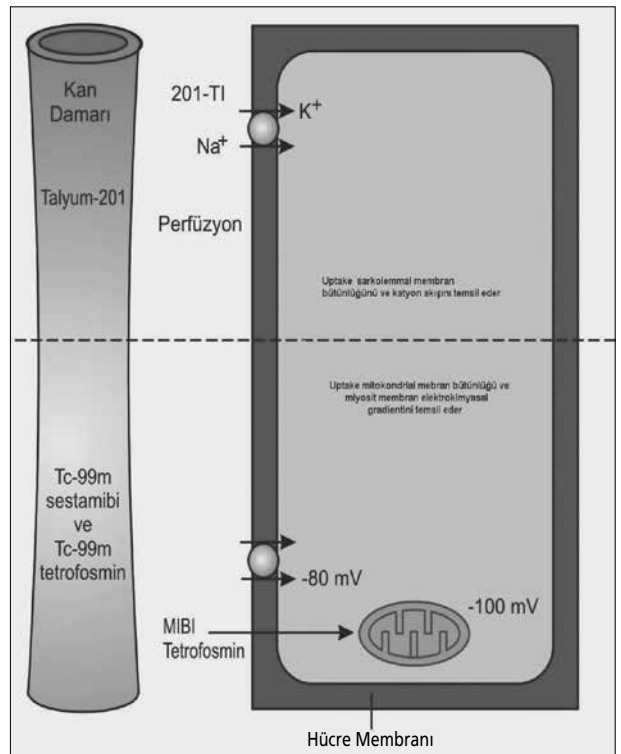 Kan
Damarı
Talyum-201
201-Tl
K+
Na+
Perfüzyon
Uptake sarkolemmal membran
bütünlüğünü ve katyon akışını temsil eder
Uptake mitokondrial mebran bütünlüğü ve
miyosit membran elektrokimyasal
gradientini temsil eder
Tc-99m
sestamibi
ve
Tc-99m
tetrofosmin
-80 mV
-100 mV
MIBI
Tetrofosmin
Hücre Membranı